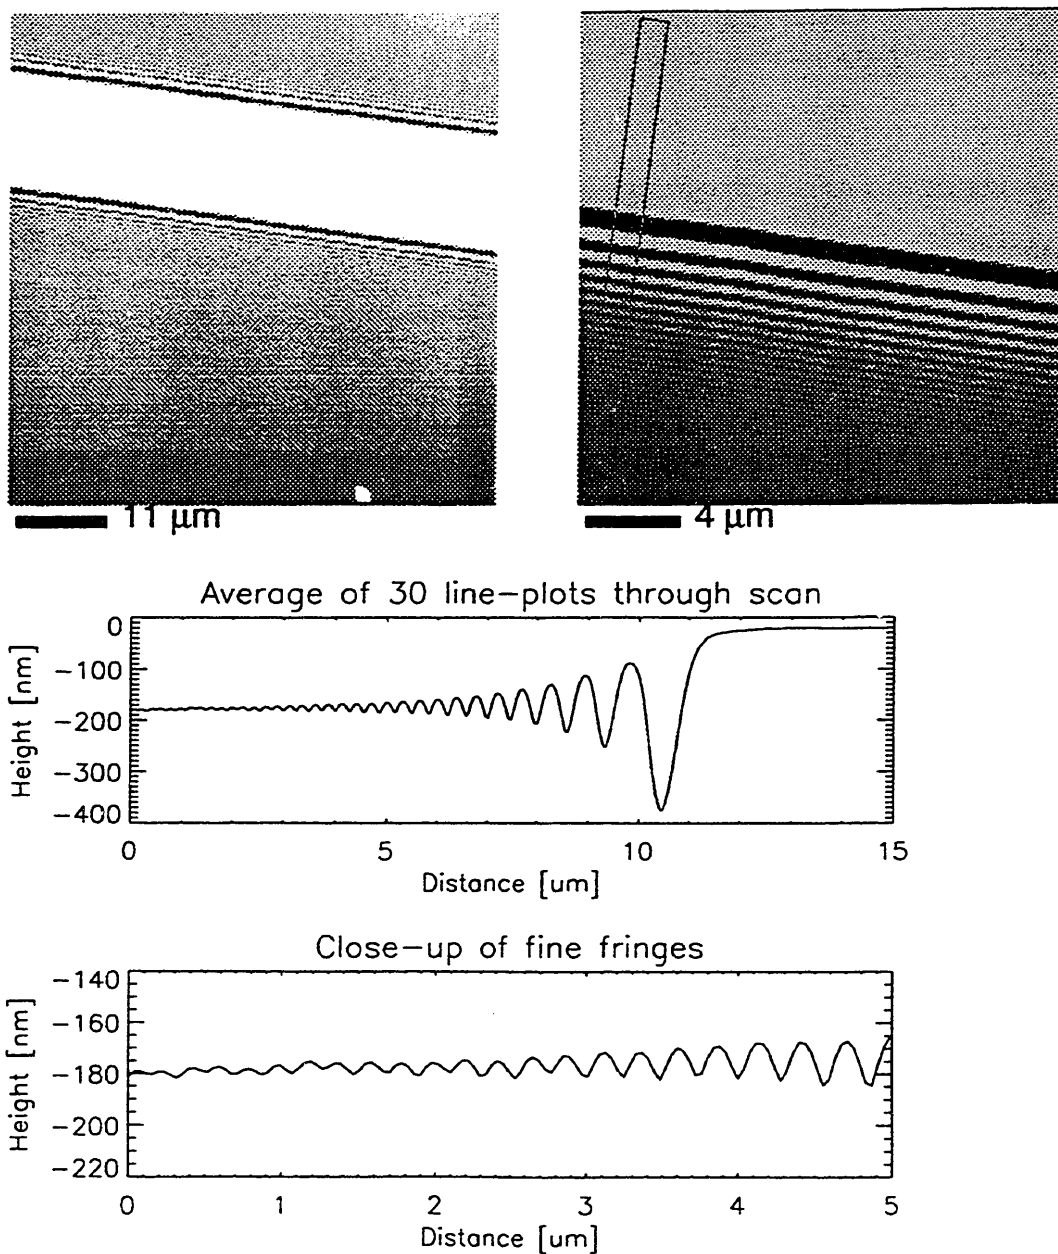 11 μm
4 μm
Average of 30 line-plots through scan
Height [nm]
0
-100
-200
-300
-400
0
5
10
15
Distance [um]
Close-up of fine fringes
Height [nm]
-140
-160
-180
-200
-220
0
1
2
3
4
5
Distance [um]